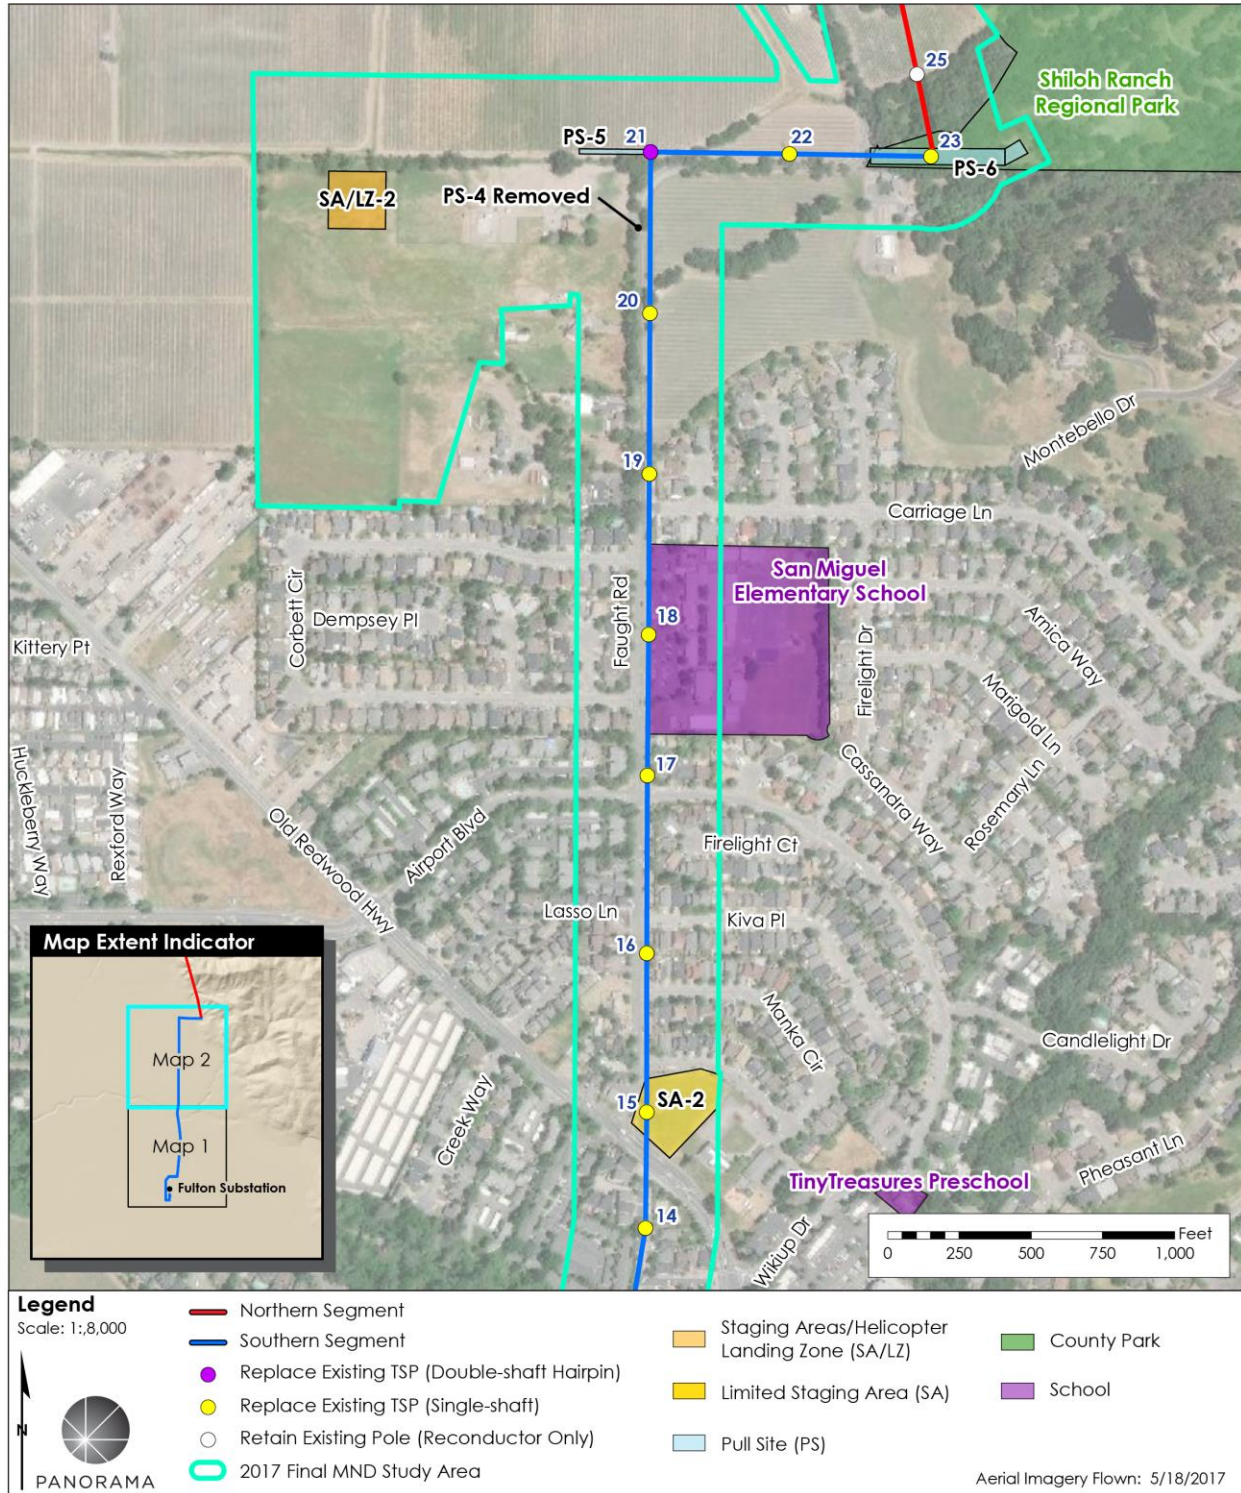 25
Shiloh Ranch
Regional Park
PS-5
21
22
23
PS-6
SA/LZ-2
PS-4 Removed
20
Montebello Dr
19
Carriage Ln
San Miguel
Elementary School
Corbett Cir
Dempsey Pl
Faught Rd
18
Firelight Dr
Arnica Way
Kittery Pt
Marigold Ln
Huckleberry Way
Rexford Way
17
Cassandra Way
Rosemary Ln
Old Redwood Hwy
Airport Blvd
Firelight Ct
Lasso Ln
Kiva Pl
16
Manka Cir
Candlelight Dr
Creek Way
15
SA-2
Pheasant Ln
TinyTreasures Preschool
14
Wikiup Dr
Map Extent Indicator
Map 2
Map 1
Fulton Substation
Feet
0 250 500 750 1,000
Legend
Scale: 1:,8,000
N
PANORAMA
Northern Segment
Southern Segment
Replace Existing TSP (Double-shaft Hairpin)
Replace Existing TSP (Single-shaft)
Retain Existing Pole (Reconductor Only)
2017 Final MND Study Area
Staging Areas/Helicopter
Landing Zone (SA/LZ)
Limited Staging Area (SA)
Pull Site (PS)
County Park
School
Aerial Imagery Flown: 5/18/2017